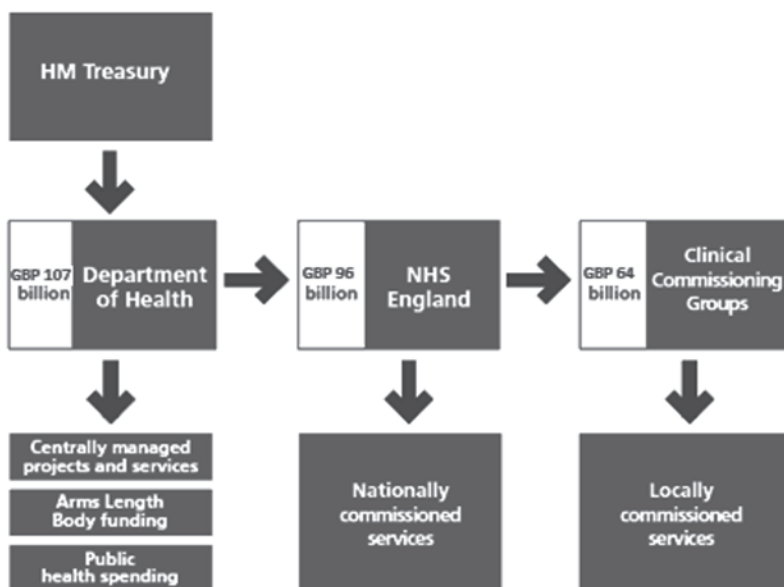 HM Treasury
GBP 107
billion
Department
of Health
GBP 96
billion
NHS
England
GBP 64
billion
Clinical
Commissioning
Groups
Centrally managed
projects and services
Arms Length
Body funding
Public
health spending
Nationally
commissioned
services
Locally
commissioned
services